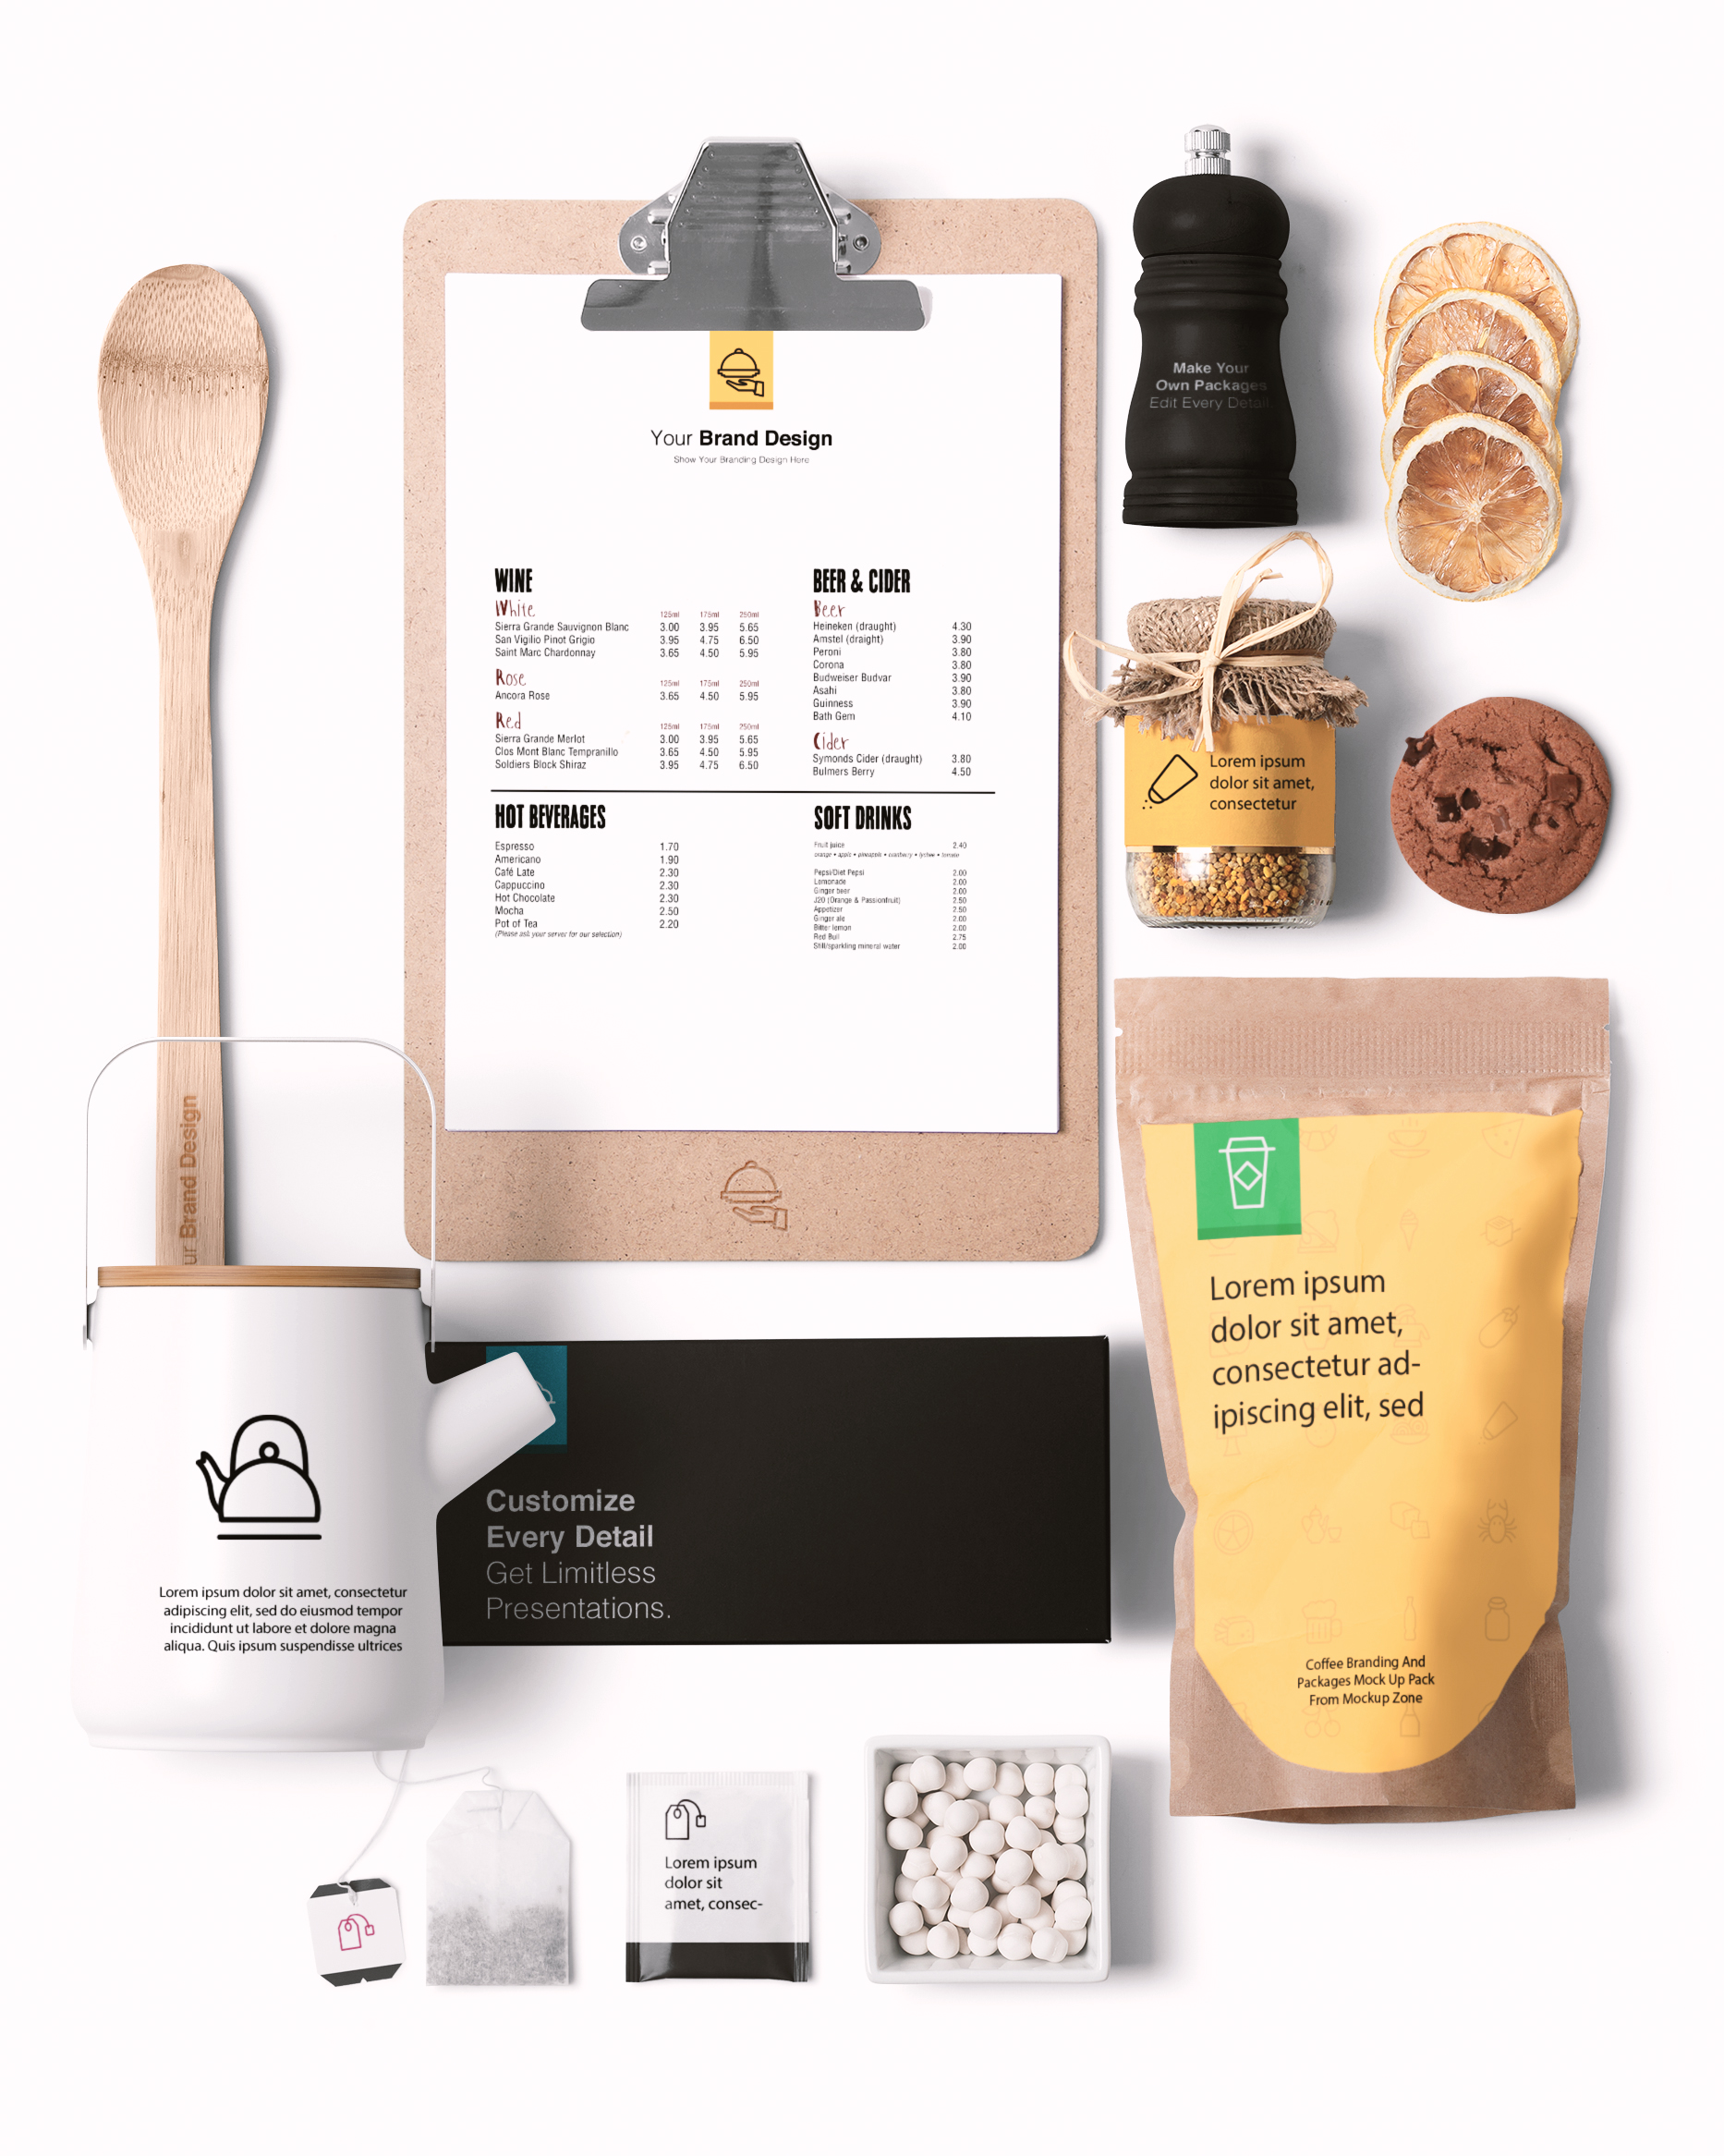 Your Brand Design
Show Your Branding Design Here
WINE
White 125ml 175ml 250ml
Sierra Grande Sauvignon Blanc 3.00 3.95 5.65
San Vigilio Pinot Grigio 3.95 4.75 6.50
Saint Marc Chardonnay 3.65 4.50 5.95
Rose 125ml 175ml 250ml
Ancora Rose 3.65 4.50 5.95
Red 125ml 175ml 250ml
Sierra Grande Merlot 3.00 3.95 5.65
Clos Mont Blanc Tempranillo 3.65 4.50 5.95
Soldiers Block Shiraz 3.95 4.75 6.50
BEER & CIDER
Beer
Heineken (draught) 4.30
Amstel (draight) 3.90
Peroni 3.80
Corona 3.80
Budweiser Budvar 3.90
Asahi 3.80
Guinness 3.90
Bath Gem 4.10
Cider
Symonds Cider (draught) 3.80
Bulmers Berry 4.50
HOT BEVERAGES
Espresso 1.70
Americano 1.90
Café Late 2.30
Cappuccino 2.30
Hot Chocolate 2.30
Mocha 2.50
Pot of Tea 2.20
(Please ask your server for our selection)
SOFT DRINKS
Fruit juice 2.40
orange • apple • pineapple • cranberry • lychee • tomato
Pepsi/Diet Pepsi 2.00
Lemonade 2.00
Ginger beer 2.00
J20 (Orange & Passionfruit) 2.50
Appetizer 2.50
Ginger ale 2.00
Bitter lemon 2.00
Red Bull 2.75
Still/sparkling mineral water 2.00
Make Your
Own Packages
Edit Every Detail.
Lorem ipsum
dolor sit amet,
consectetur
ur Brand Design
Lorem ipsum
dolor sit amet,
consectetur ad-
ipiscing elit, sed
Coffee Branding And
Packages Mock Up Pack
From Mockup Zone
Customize
Every Detail
Get Limitless
Presentations.
Lorem ipsum dolor sit amet, consectetur
adipiscing elit, sed do eiusmod tempor
incididunt ut labore et dolore magna
aliqua. Quis ipsum suspendisse ultrices
Lorem ipsum
dolor sit
amet, consec-